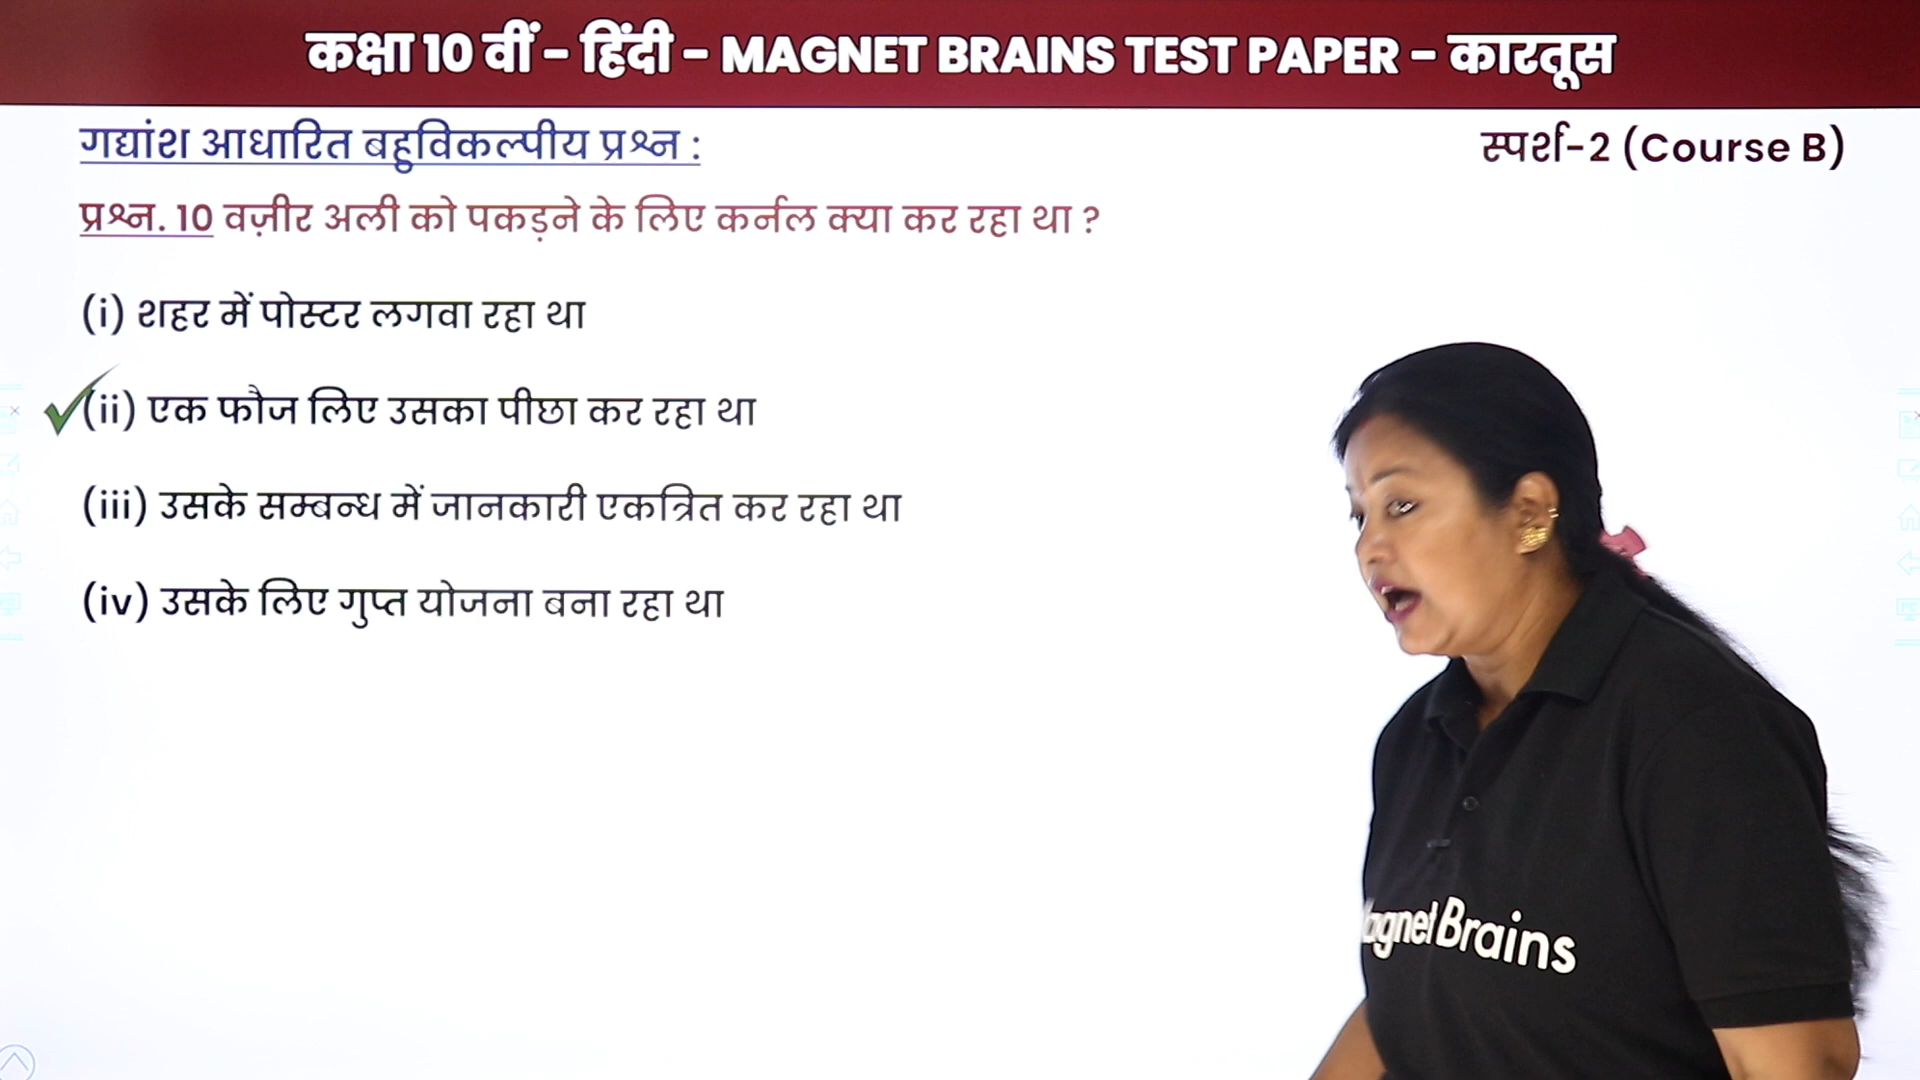 कक्षा 10 वीं - हिंदी - MAGNET BRAINS TEST PAPER - कारतूस
गद्यांश आधारित बहुविकल्पीय प्रश्न :
स्पर्श-2 (Course B)
प्रश्न. 10 वज़ीर अली को पकड़ने के लिए कर्नल क्या कर रहा था ?
(i) शहर में पोस्टर लगवा रहा था
(ii) एक फौज लिए उसका पीछा कर रहा था
(iii) उसके सम्बन्ध में जानकारी एकत्रित कर रहा था
(iv) उसके लिए गुप्त योजना बना रहा था
agnet Brains